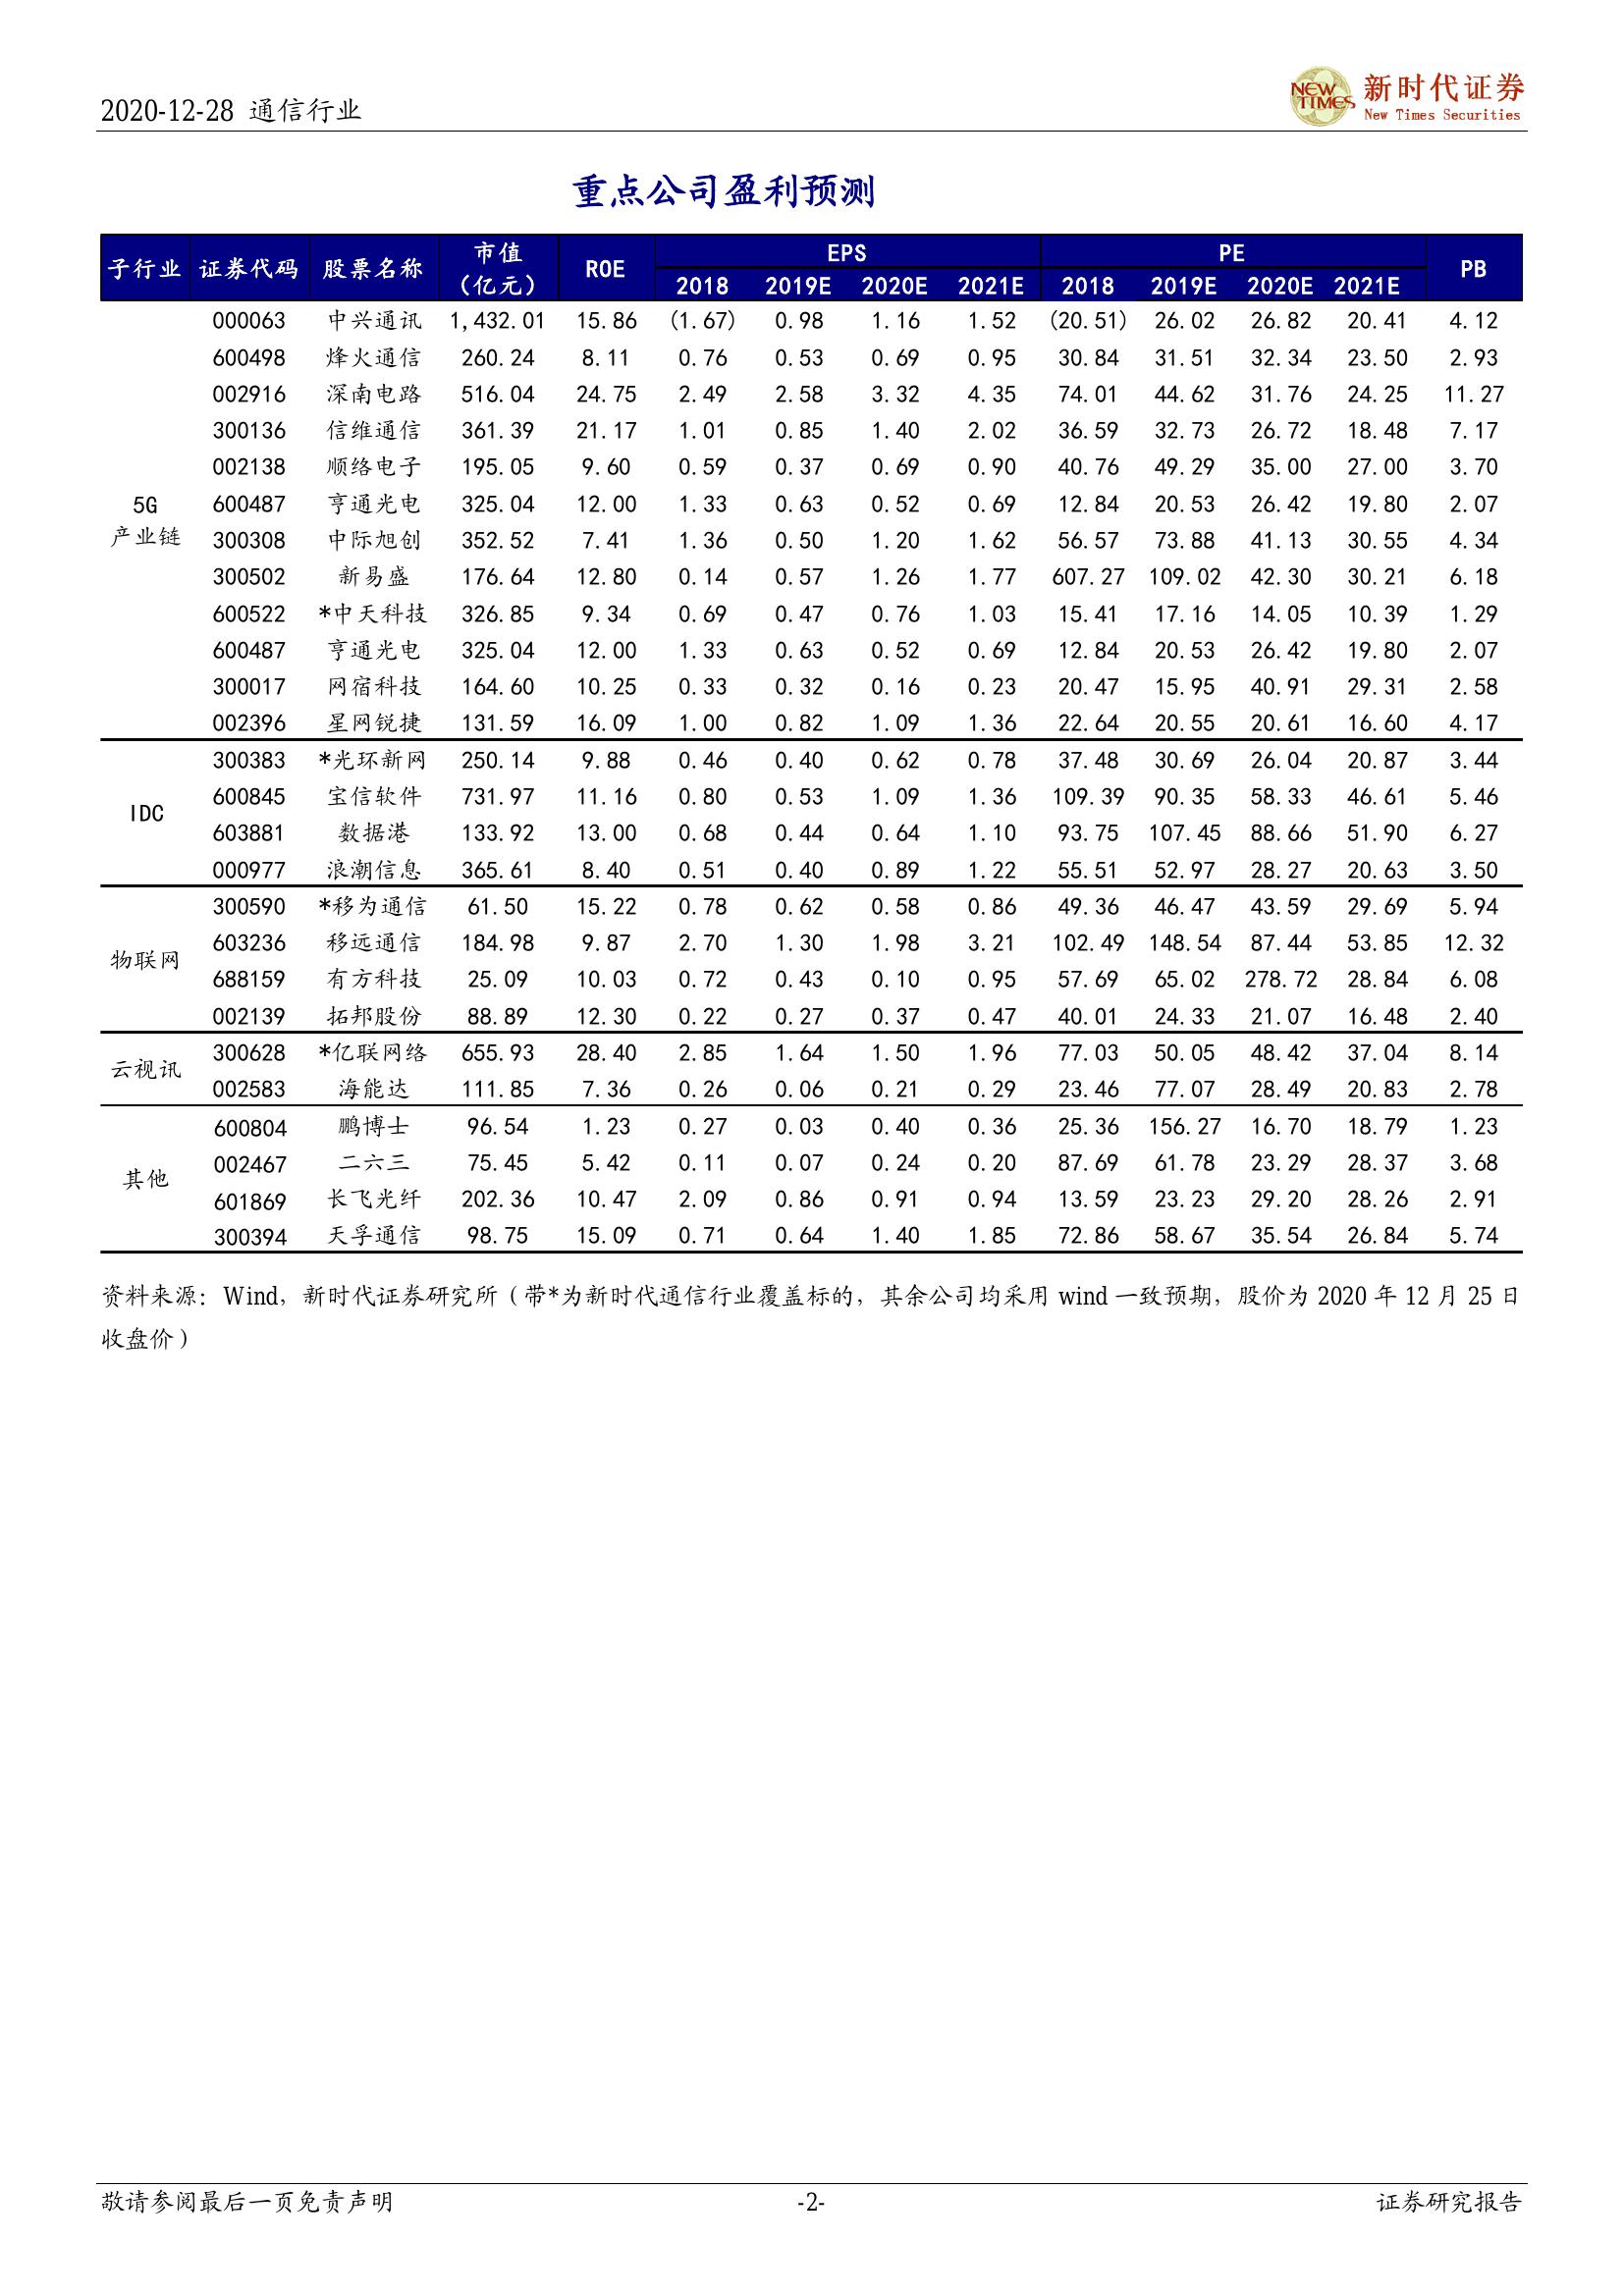 2020-12-28 通信行业
NEW TIMES 新时代证券
New Times Securities
重点公司盈利预测
子行业 证券代码 股票名称 市值（亿元） ROE EPS PE PB
2018 2019E 2020E 2021E 2018 2019E 2020E 2021E
5G产业链
000063 中兴通讯 1,432.01 15.86 (1.67) 0.98 1.16 1.52 (20.51) 26.02 26.82 20.41 4.12
600498 烽火通信 260.24 8.11 0.76 0.53 0.69 0.95 30.84 31.51 32.34 23.50 2.93
002916 深南电路 516.04 24.75 2.49 2.58 3.32 4.35 74.01 44.62 31.76 24.25 11.27
300136 信维通信 361.39 21.17 1.01 0.85 1.40 2.02 36.59 32.73 26.72 18.48 7.17
002138 顺络电子 195.05 9.60 0.59 0.37 0.69 0.90 40.76 49.29 35.00 27.00 3.70
600487 亨通光电 325.04 12.00 1.33 0.63 0.52 0.69 12.84 20.53 26.42 19.80 2.07
300308 中际旭创 352.52 7.41 1.36 0.50 1.20 1.62 56.57 73.88 41.13 30.55 4.34
300502 新易盛 176.64 12.80 0.14 0.57 1.26 1.77 607.27 109.02 42.30 30.21 6.18
600522 *中天科技 326.85 9.34 0.69 0.47 0.76 1.03 15.41 17.16 14.05 10.39 1.29
600487 亨通光电 325.04 12.00 1.33 0.63 0.52 0.69 12.84 20.53 26.42 19.80 2.07
300017 网宿科技 164.60 10.25 0.33 0.32 0.16 0.23 20.47 15.95 40.91 29.31 2.58
002396 星网锐捷 131.59 16.09 1.00 0.82 1.09 1.36 22.64 20.55 20.61 16.60 4.17
IDC
300383 *光环新网 250.14 9.88 0.46 0.40 0.62 0.78 37.48 30.69 26.04 20.87 3.44
600845 宝信软件 731.97 11.16 0.80 0.53 1.09 1.36 109.39 90.35 58.33 46.61 5.46
603881 数据港 133.92 13.00 0.68 0.44 0.64 1.10 93.75 107.45 88.66 51.90 6.27
000977 浪潮信息 365.61 8.40 0.51 0.40 0.89 1.22 55.51 52.97 28.27 20.63 3.50
物联网
300590 *移为通信 61.50 15.22 0.78 0.62 0.58 0.86 49.36 46.47 43.59 29.69 5.94
603236 移远通信 184.98 9.87 2.70 1.30 1.98 3.21 102.49 148.54 87.44 53.85 12.32
688159 有方科技 25.09 10.03 0.72 0.43 0.10 0.95 57.69 65.02 278.72 28.84 6.08
002139 拓邦股份 88.89 12.30 0.22 0.27 0.37 0.47 40.01 24.33 21.07 16.48 2.40
云视讯
300628 *亿联网络 655.93 28.40 2.85 1.64 1.50 1.96 77.03 50.05 48.42 37.04 8.14
002583 海能达 111.85 7.36 0.26 0.06 0.21 0.29 23.46 77.07 28.49 20.83 2.78
其他
600804 鹏博士 96.54 1.23 0.27 0.03 0.40 0.36 25.36 156.27 16.70 18.79 1.23
002467 二六三 75.45 5.42 0.11 0.07 0.24 0.20 87.69 61.78 23.29 28.37 3.68
601869 长飞光纤 202.36 10.47 2.09 0.86 0.91 0.94 13.59 23.23 29.20 28.26 2.91
300394 天孚通信 98.75 15.09 0.71 0.64 1.40 1.85 72.86 58.67 35.54 26.84 5.74
资料来源：Wind，新时代证券研究所（带*为新时代通信行业覆盖标的，其余公司均采用 wind 一致预期，股价为 2020 年 12 月 25 日
收盘价）
敬请参阅最后一页免责声明 -2- 证券研究报告